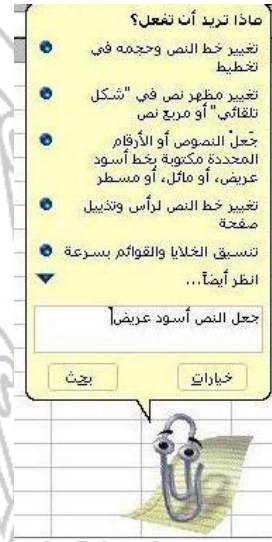 ماذا تريد أن تفعل؟
تغيير خط النص وحجمه في
تخطيط
تغيير مظهر نص في "شكل
تلقائي" أو مربع نص
جعل النصوص أو الأرقام
المحددة مكتوبة بخط أسود
عريض، أو مائل، أو مسطر
تغيير خط النص لرأس وتذييل
صفحة
تنسيق الخلايا والقوائم بسرعة
انظر أيضاً...
جعل النص أسود عريض
خيارات
بحث